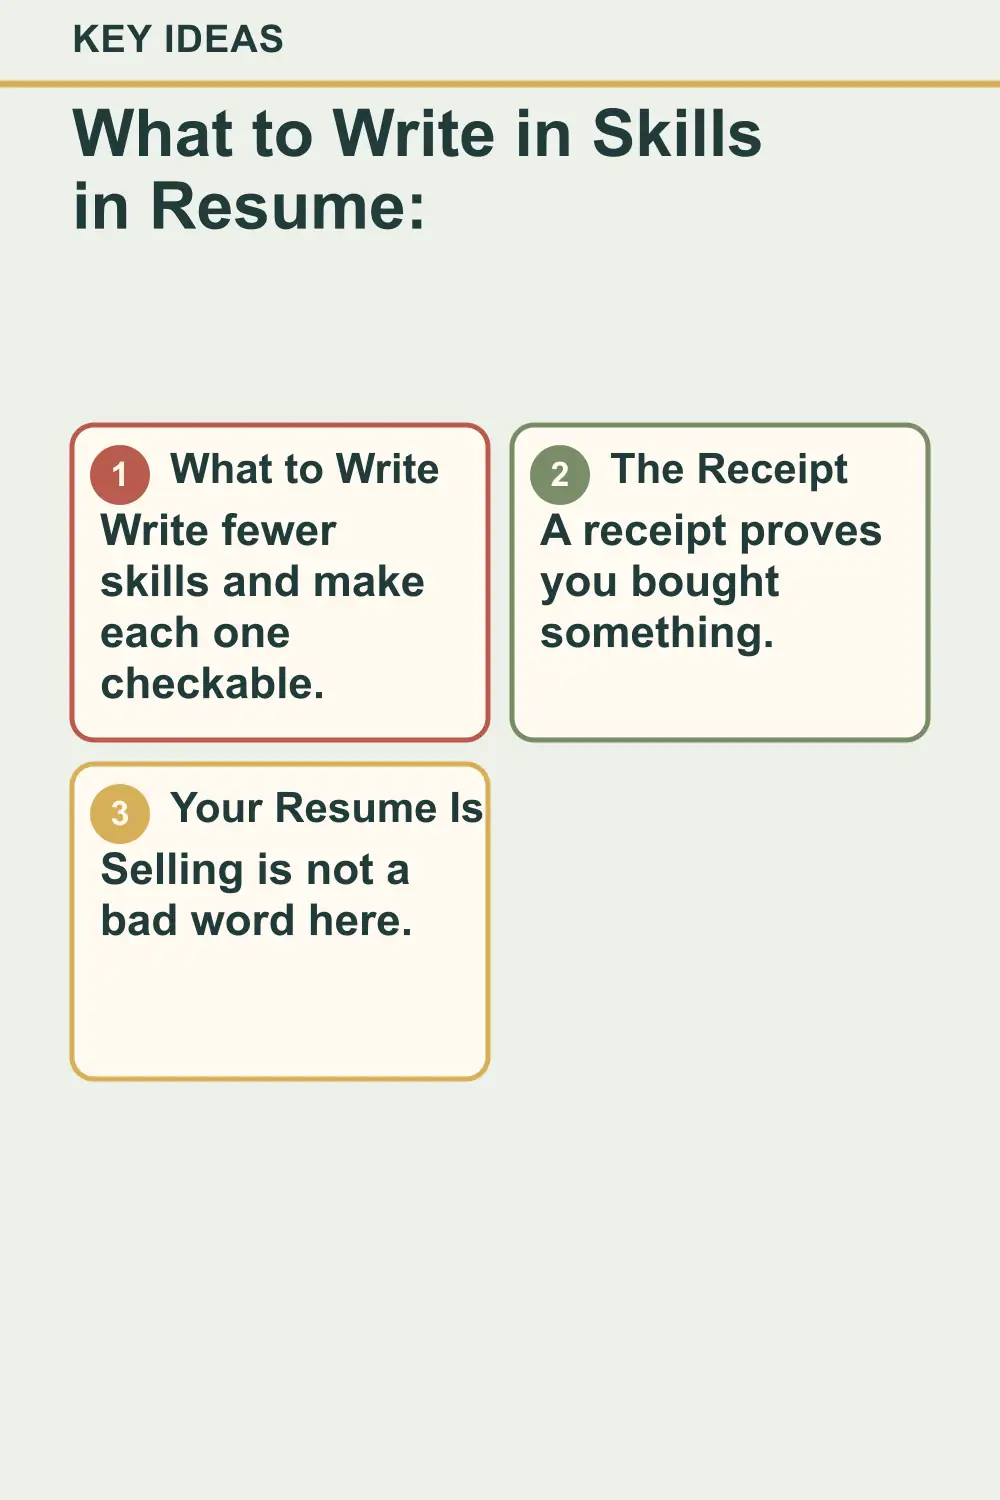 KEY IDEAS
What to Write in Skills
in Resume:
1 What to Write
Write fewer
skills and make
each one
checkable.
2 The Receipt
A receipt proves
you bought
something.
3 Your Resume Is
Selling is not a
bad word here.